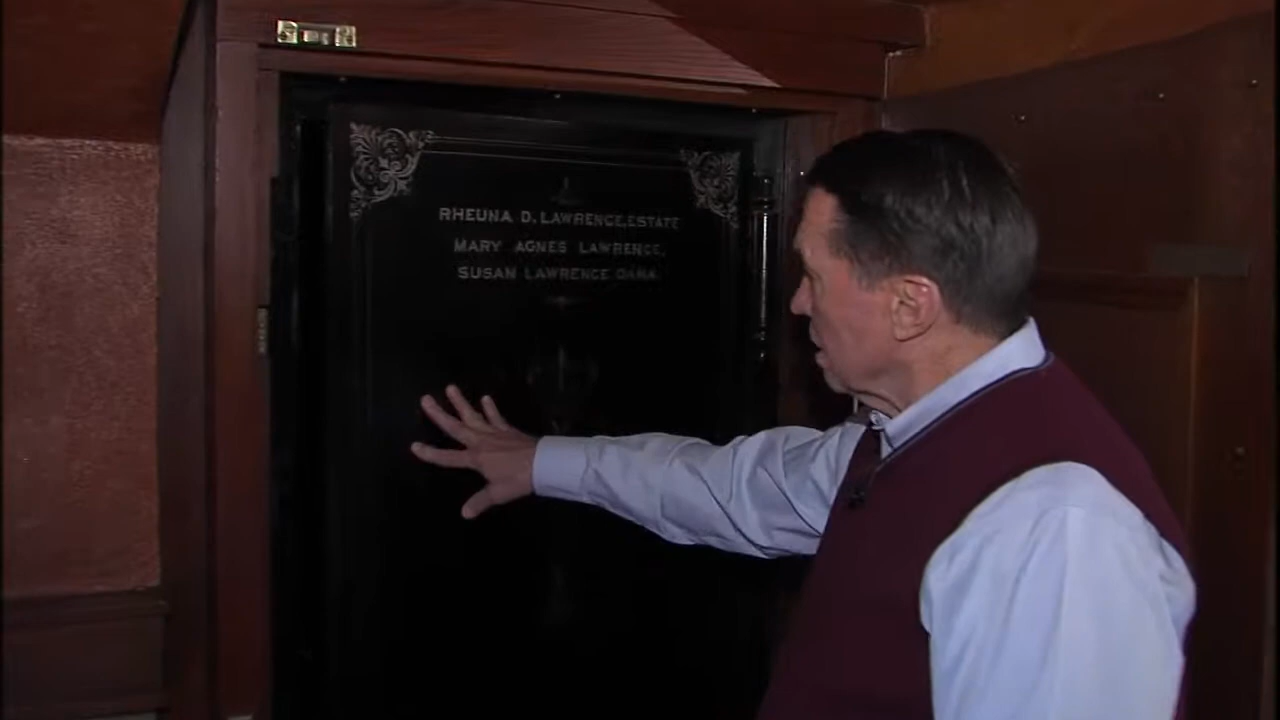 RHEUNA D. LAWRENCE, ESTATE
MARY AGNES LAWRENCE,
SUSAN LAWRENCE DANA.